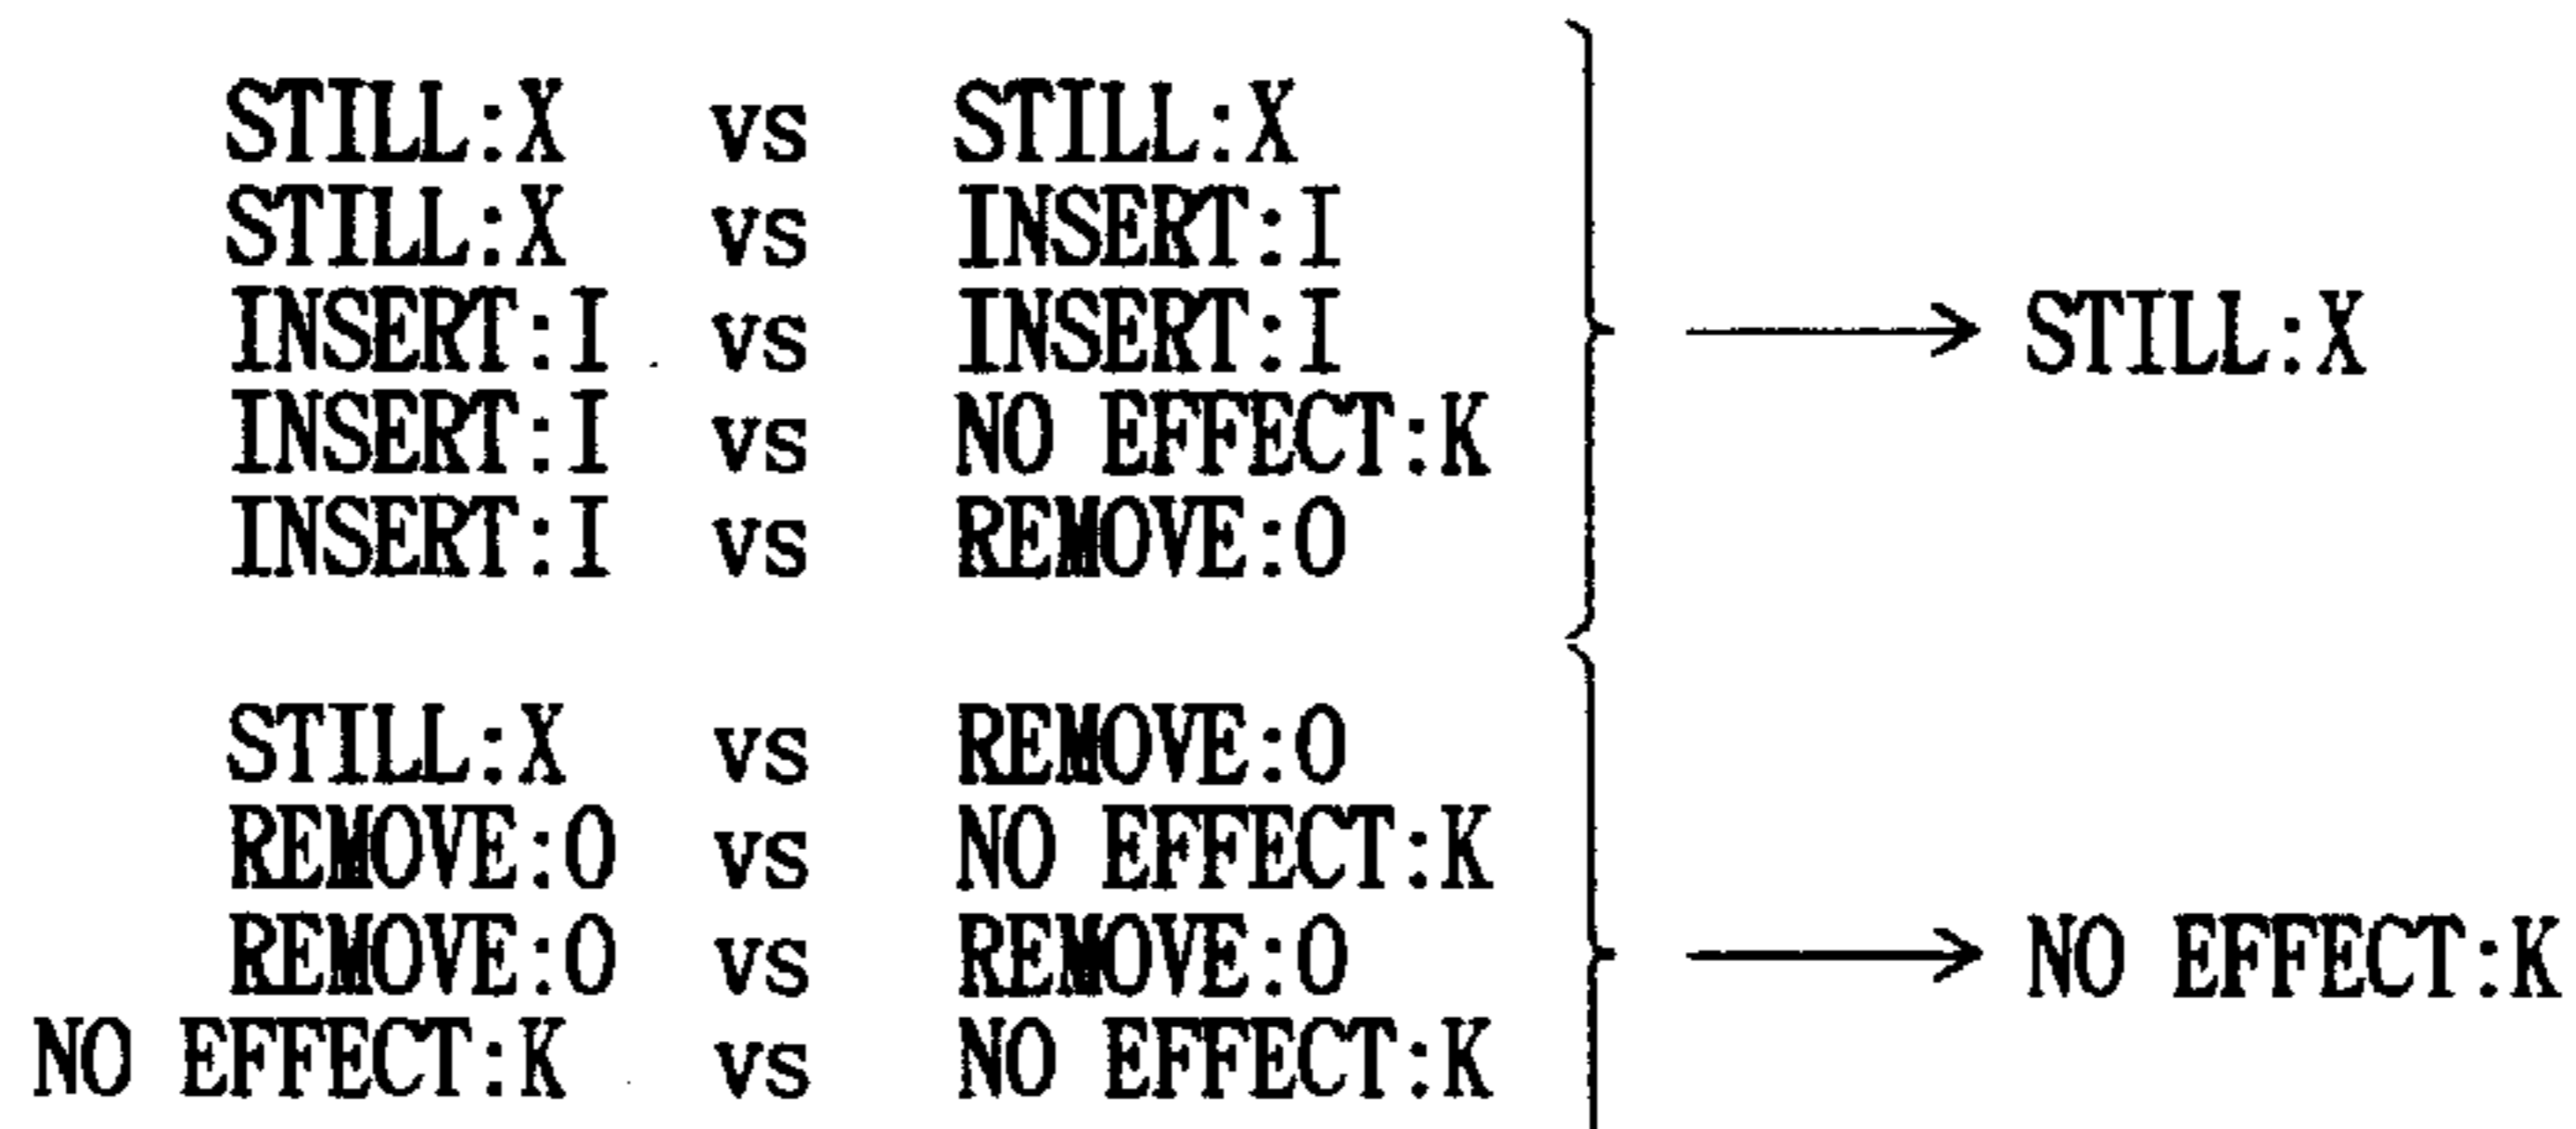 STILL:X vs STILL:X
STILL:X vs INSERT:I
INSERT:I vs INSERT:I → STILL:X
INSERT:I vs NO EFFECT:K
INSERT:I vs REMOVE:O
STILL:X vs REMOVE:O
REMOVE:O vs NO EFFECT:K
REMOVE:O vs REMOVE:O → NO EFFECT:K
NO EFFECT:K vs NO EFFECT:K